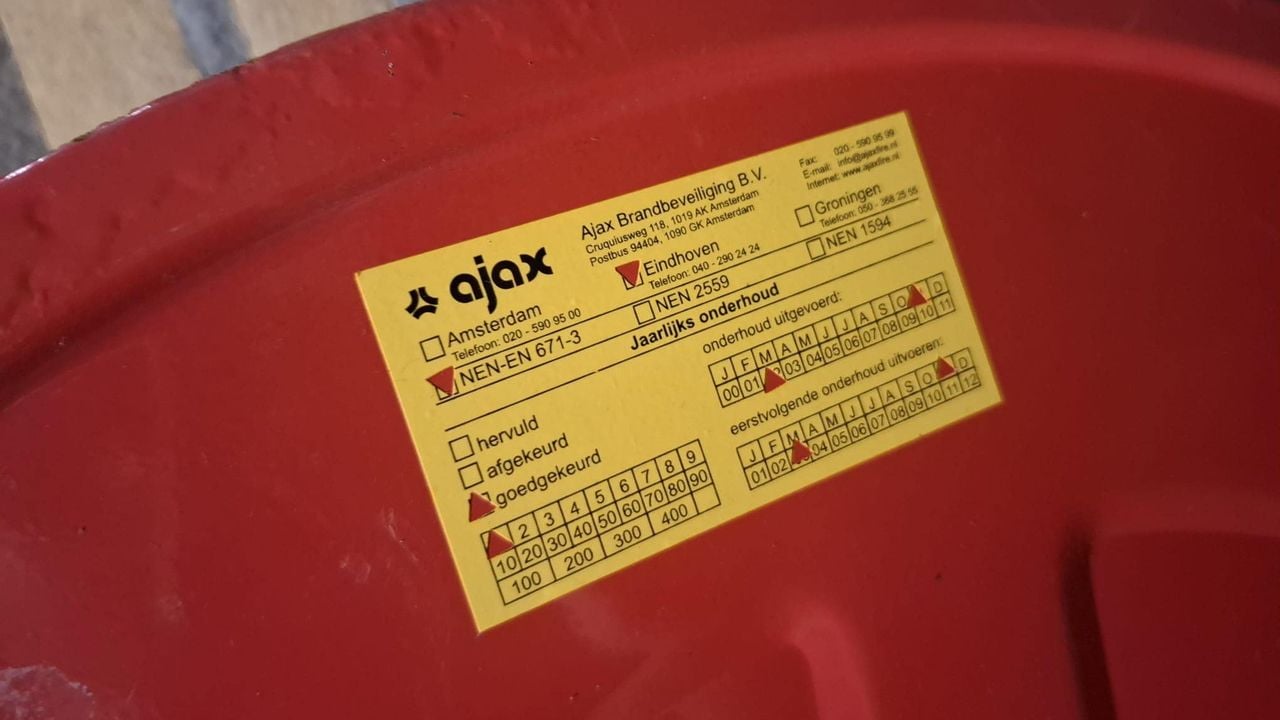 ajax
Ajax Brandbeveiliging B.V.
Cruquiusweg 118, 1019 AK Amsterdam
Postbus 94404, 1090 GK Amsterdam
Fax: 020 - 590 95 99
E-mail: info@ajaxfire.nl
Internet: www.ajaxfire.nl
Amsterdam
Telefoon: 020 - 590 95 00
Eindhoven
Telefoon: 040 - 290 24 24
Groningen
Telefoon: 050 - 368 25 55
NEN-EN 671-3
NEN 2559
NEN 1594
Jaarlijks onderhoud
hervuld
afgekeurd
goedgekeurd
2 3 4 5 6 7 8 9
10 20 30 40 50 60 70 80 90
100 200 300 400
onderhoud uitgevoerd:
J F M A M J J A S O D
00 01 03 04 05 06 07 08 09 10 11
eerstvolgende onderhoud uitvoeren:
J F M A M J J A S O D
01 02 04 05 06 07 08 09 10 11 12